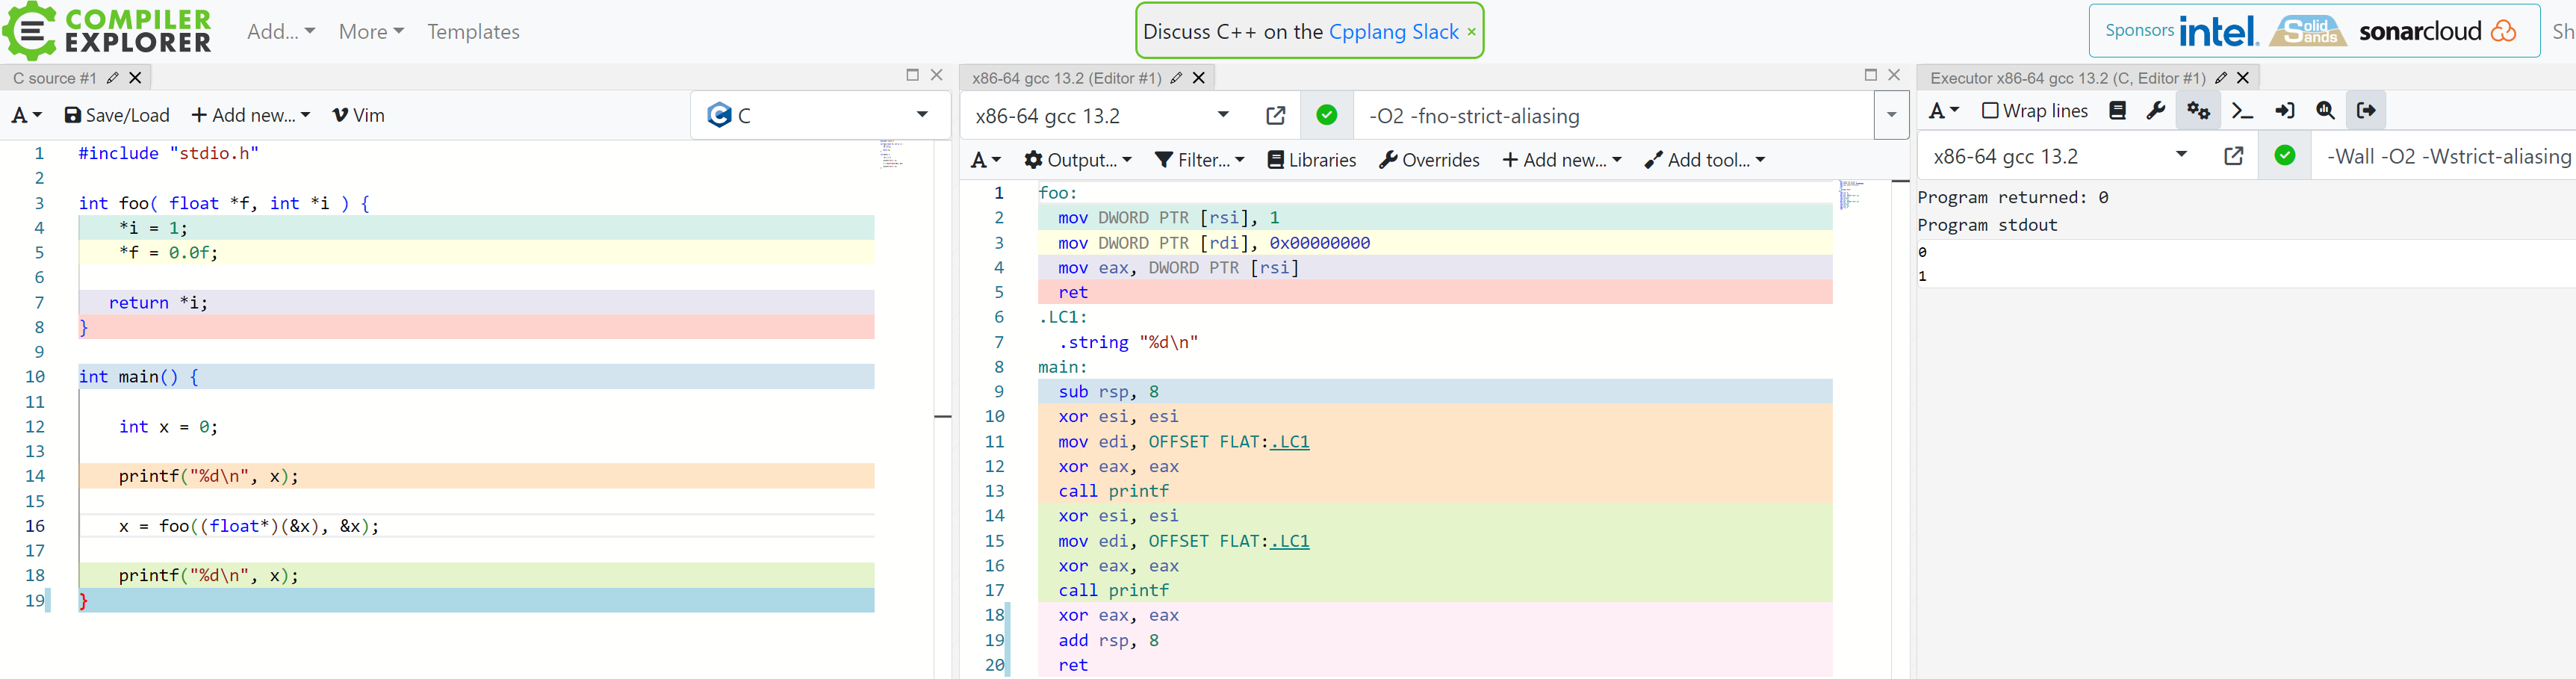 COMPILER
EXPLORER
Add... More Templates
Discuss C++ on the Cpplang Slack ×
Sponsors intel. Solid Sands sonarcloud Sh
C source #1
A Save/Load + Add new... Vim C
1 #include "stdio.h"
2
3 int foo( float *f, int *i ) {
4 *i = 1;
5 *f = 0.0f;
6
7 return *i;
8 }
9
10 int main() {
11
12 int x = 0;
13
14 printf("%d\n", x);
15
16 x = foo((float*)(&x), &x);
17
18 printf("%d\n", x);
19 }
x86-64 gcc 13.2 (Editor #1)
x86-64 gcc 13.2 -O2 -fno-strict-aliasing
A Output... Filter... Libraries Overrides + Add new... Add tool...
1 foo:
2 mov DWORD PTR [rsi], 1
3 mov DWORD PTR [rdi], 0x00000000
4 mov eax, DWORD PTR [rsi]
5 ret
6 .LC1:
7 .string "%d\n"
8 main:
9 sub rsp, 8
10 xor esi, esi
11 mov edi, OFFSET FLAT:.LC1
12 xor eax, eax
13 call printf
14 xor esi, esi
15 mov edi, OFFSET FLAT:.LC1
16 xor eax, eax
17 call printf
18 xor eax, eax
19 add rsp, 8
20 ret
Executor x86-64 gcc 13.2 (C, Editor #1)
A Wrap lines
x86-64 gcc 13.2 -Wall -O2 -Wstrict-aliasing
Program returned: 0
Program stdout
0
1